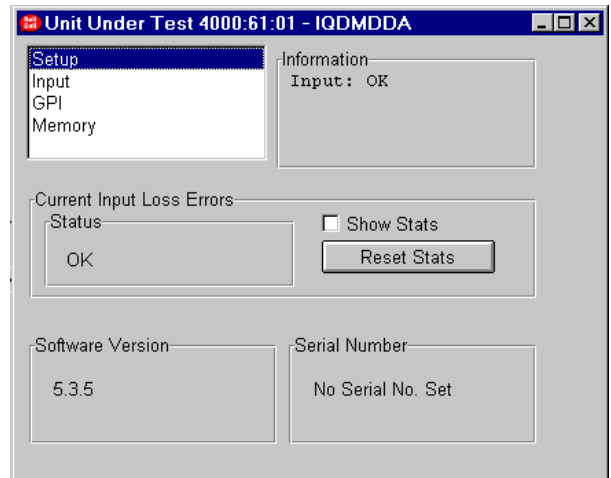 Unit Under Test 4000:61:01 - IQDMDDA
Setup
Input
GPI
Memory
Information
Input: OK
Current Input Loss Errors
Status
OK
Show Stats
Reset Stats
Software Version
5.3.5
Serial Number
No Serial No. Set